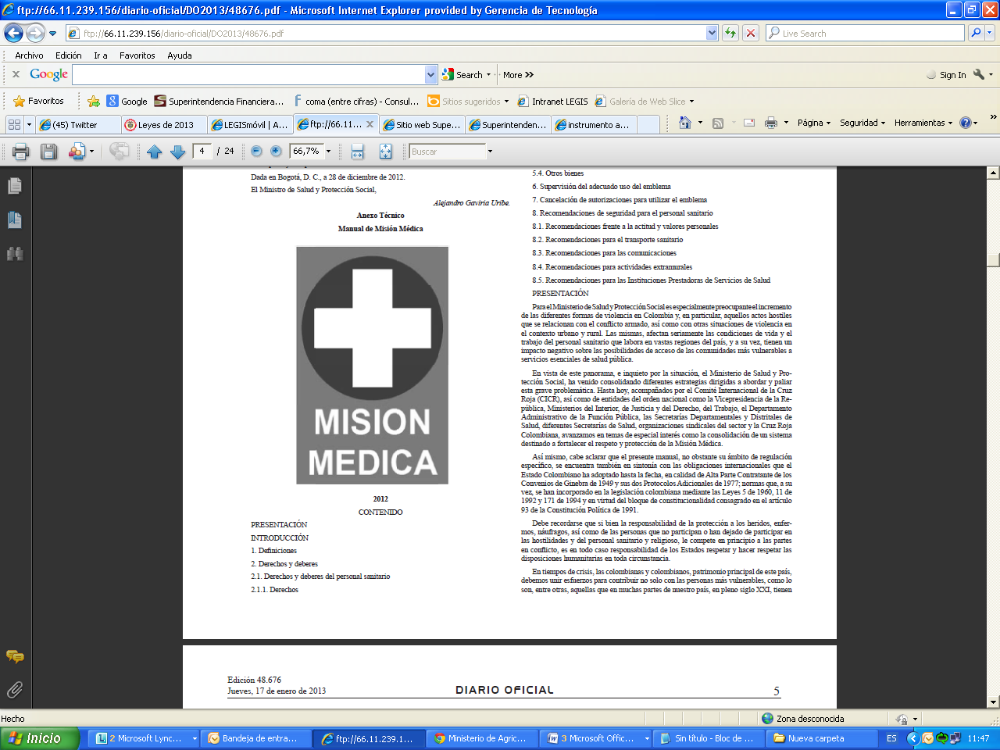 ftp://66.11.239.156/diario-oficial/DO2013/48676.pdf - Microsoft Internet Explorer provided by Gerencia de Tecnología
ftp://66.11.239.156/diario-oficial/DO2013/48676.pdf
Live Search
Archivo Edición Ir a Favoritos Ayuda
x Google Search More »
Sign In
Favoritos Google Superintendencia Financiera... coma (entre cifras) - Consul... Sitios sugeridos Intranet LEGIS Galería de Web Slice
(45) Twitter Leyes de 2013 LEGISmóvil | A... ftp://66.11.... Sitio web Supe... Superintenden... instrumento a...
Página Seguridad Herramientas
4 / 24 66,7% Buscar
Dada en Bogotá, D. C., a 28 de diciembre de 2012.
El Ministro de Salud y Protección Social,
Alejandro Gaviria Uribe.
Anexo Técnico
Manual de Misión Médica
MISION
MEDICA
2012
CONTENIDO
PRESENTACIÓN
INTRODUCCIÓN
1. Definiciones
2. Derechos y deberes
2.1. Derechos y deberes del personal sanitario
2.1.1. Derechos
5.4. Otros bienes
6. Supervisión del adecuado uso del emblema
7. Cancelación de autorizaciones para utilizar el emblema
8. Recomendaciones de seguridad para el personal sanitario
8.1. Recomendaciones frente a la actitud y valores personales
8.2. Recomendaciones para el transporte sanitario
8.3. Recomendaciones para las comunicaciones
8.4. Recomendaciones para actividades extramurales
8.5. Recomendaciones para las Instituciones Prestadoras de Servicios de Salud
PRESENTACIÓN
Para el Ministerio de Salud y Protección Social es especialmente preocupante el incremento
de las diferentes formas de violencia en Colombia y, en particular, aquellos actos hostiles
que se relacionan con el conflicto armado, así como con otras situaciones de violencia en
el contexto urbano y rural. Las mismas, afectan seriamente las condiciones de vida y el
trabajo del personal sanitario que labora en vastas regiones del país, y a su vez, tienen un
impacto negativo sobre las posibilidades de acceso de las comunidades más vulnerables a
servicios esenciales de salud pública.
En vista de este panorama, e inquieto por la situación, el Ministerio de Salud y Pro-
tección Social, ha venido consolidando diferentes estrategias dirigidas a abordar y paliar
esta grave problemática. Hasta hoy, acompañados por el Comité Internacional de la Cruz
Roja (CICR), así como de entidades del orden nacional como la Vicepresidencia de la Re-
pública, Ministerios del Interior, de Justicia y del Derecho, del Trabajo, el Departamento
Administrativo de la Función Pública, las Secretarías Departamentales y Distritales de
Salud, diferentes Secretarías de Salud, organizaciones sindicales del sector y la Cruz Roja
Colombiana, avanzamos en temas de especial interés como la consolidación de un sistema
destinado a fortalecer el respeto y protección de la Misión Médica.
Así mismo, cabe aclarar que el presente manual, no obstante su ámbito de regulación
específico, se encuentra también en sintonía con las obligaciones internacionales que el
Estado Colombiano ha adoptado hasta la fecha, en calidad de Alta Parte Contratante de los
Convenios de Ginebra de 1949 y sus dos Protocolos Adicionales de 1977; normas que, a su
vez, se han incorporado en la legislación colombiana mediante las Leyes 5 de 1960, 11 de
1992 y 171 de 1994 y en virtud del bloque de constitucionalidad consagrado en el artículo
93 de la Constitución Política de 1991.
Debe recordarse que si bien la responsabilidad de la protección a los heridos, enfer-
mos, náufragos, así como de las personas que no participan o han dejado de participar en
las hostilidades y del personal sanitario y religioso, le compete en principio a las partes
en conflicto, es en todo caso responsabilidad de los Estados respetar y hacer respetar las
disposiciones humanitarias en toda circunstancia.
En tiempos de crisis, las colombianas y colombianos, patrimonio principal de este país,
debemos unir esfuerzos para contribuir no solo con las personas más vulnerables, como lo
son, entre otras, aquellas que en muchas partes de nuestro país, en pleno siglo XXI, tienen
Edición 48.676
Jueves, 17 de enero de 2013
DIARIO OFICIAL
5
Hecho
Zona desconocida
Inicio 2 Microsoft Lync... Bandeja de entra... ftp://66.11.239.1... Ministerio de Agric... 3 Microsoft Offic... Sin título - Bloc de ... Nueva carpeta ES 11:47